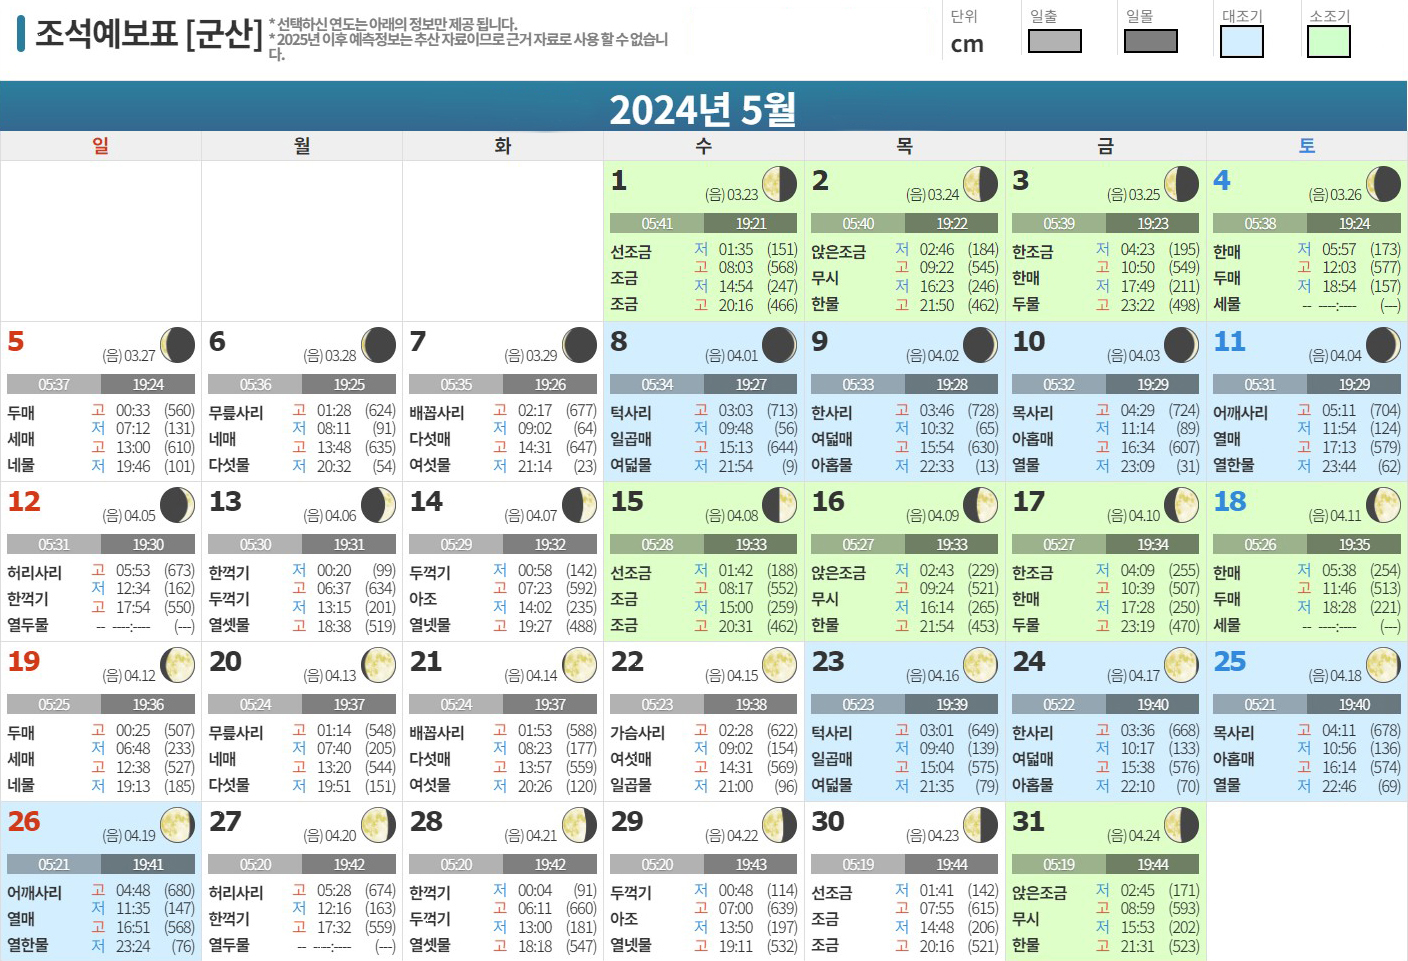 조석예보표 [군산]
* 선택하신 연도는 아래의 정보만 제공 됩니다.
* 2025년 이후 예측정보는 추산 자료이므로 근거 자료로 사용 할 수 없습니
다.
단위 일출 일몰 대조기 소조기
cm
2024년 5월
일 월 화 수 목 금 토
1 (음) 03.23
05:41 19:21
선조금 저 01:35 (151)
고 08:03 (568)
조금 저 14:54 (247)
조금 고 20:16 (466)
2 (음) 03.24
05:40 19:22
앉은조금 저 02:46 (184)
무시 고 09:22 (545)
저 16:23 (246)
한물 고 21:50 (462)
3 (음) 03.25
05:39 19:23
한조금 저 04:23 (195)
한매 고 10:50 (549)
저 17:49 (211)
두물 고 23:22 (498)
4 (음) 03.26
05:38 19:24
한매 저 05:57 (173)
두매 고 12:03 (577)
저 18:54 (157)
세물 -- ----:---- (---)
5 (음) 03.27
05:37 19:24
두매 고 00:33 (560)
저 07:12 (131)
세매 고 13:00 (610)
네물 저 19:46 (101)
6 (음) 03.28
05:36 19:25
무릎사리 고 01:28 (624)
저 08:11 (91)
네매 고 13:48 (635)
다섯물 저 20:32 (54)
7 (음) 03.29
05:35 19:26
배꼽사리 고 02:17 (677)
저 09:02 (64)
다섯매 고 14:31 (647)
여섯물 저 21:14 (23)
8 (음) 04.01
05:34 19:27
턱사리 고 03:03 (713)
저 09:48 (56)
일곱매 고 15:13 (644)
여덟물 저 21:54 (9)
9 (음) 04.02
05:33 19:28
한사리 고 03:46 (728)
저 10:32 (65)
여덟매 고 15:54 (630)
아홉물 저 22:33 (13)
10 (음) 04.03
05:32 19:29
목사리 고 04:29 (724)
저 11:14 (89)
아홉매 고 16:34 (607)
열물 저 23:09 (31)
11 (음) 04.04
05:31 19:29
어깨사리 고 05:11 (704)
저 11:54 (124)
열매 고 17:13 (579)
열한물 저 23:44 (62)
12 (음) 04.05
05:31 19:30
허리사리 고 05:53 (673)
저 12:34 (162)
한꺽기 고 17:54 (550)
열두물 -- ----:---- (---)
13 (음) 04.06
05:30 19:31
한꺽기 저 00:20 (99)
고 06:37 (634)
두꺽기 저 13:15 (201)
열셋물 고 18:38 (519)
14 (음) 04.07
05:29 19:32
두꺽기 저 00:58 (142)
고 07:23 (592)
아조 저 14:02 (235)
열넷물 고 19:27 (488)
15 (음) 04.08
05:28 19:33
선조금 저 01:42 (188)
고 08:17 (552)
조금 저 15:00 (259)
조금 고 20:31 (462)
16 (음) 04.09
05:27 19:33
앉은조금 저 02:43 (229)
고 09:24 (521)
무시 저 16:14 (265)
한물 고 21:54 (453)
17 (음) 04.10
05:27 19:34
한조금 저 04:09 (255)
고 10:39 (507)
한매 저 17:28 (250)
두물 고 23:19 (470)
18 (음) 04.11
05:26 19:35
한매 저 05:38 (254)
고 11:46 (513)
두매 저 18:28 (221)
세물 -- ----:---- (---)
19 (음) 04.12
05:25 19:36
두매 고 00:25 (507)
저 06:48 (233)
세매 고 12:38 (527)
네물 저 19:13 (185)
20 (음) 04.13
05:24 19:37
무릎사리 고 01:14 (548)
저 07:40 (205)
네매 고 13:20 (544)
다섯물 저 19:51 (151)
21 (음) 04.14
05:24 19:37
배꼽사리 고 01:53 (588)
저 08:23 (177)
다섯매 고 13:57 (559)
여섯물 저 20:26 (120)
22 (음) 04.15
05:23 19:38
가슴사리 고 02:28 (622)
저 09:02 (154)
여섯매 고 14:31 (569)
일곱물 저 21:00 (96)
23 (음) 04.16
05:23 19:39
턱사리 고 03:01 (649)
저 09:40 (139)
일곱매 고 15:04 (575)
여덟물 저 21:35 (79)
24 (음) 04.17
05:22 19:40
한사리 고 03:36 (668)
저 10:17 (133)
여덟매 고 15:38 (576)
아홉물 저 22:10 (70)
25 (음) 04.18
05:21 19:40
목사리 고 04:11 (678)
저 10:56 (136)
아홉매 고 16:14 (574)
열물 저 22:46 (69)
26 (음) 04.19
05:21 19:41
어깨사리 고 04:48 (680)
저 11:35 (147)
열매 고 16:51 (568)
열한물 저 23:24 (76)
27 (음) 04.20
05:20 19:42
허리사리 고 05:28 (674)
저 12:16 (163)
한꺽기 고 17:32 (559)
열두물 -- ----:---- (---)
28 (음) 04.21
05:20 19:42
한꺽기 저 00:04 (91)
고 06:11 (660)
두꺽기 저 13:00 (181)
열셋물 고 18:18 (547)
29 (음) 04.22
05:20 19:43
두꺽기 저 00:48 (114)
고 07:00 (639)
아조 저 13:50 (197)
열넷물 고 19:11 (532)
30 (음) 04.23
05:19 19:44
선조금 저 01:41 (142)
고 07:55 (615)
조금 저 14:48 (206)
조금 고 20:16 (521)
31 (음) 04.24
05:19 19:44
앉은조금 저 02:45 (171)
고 08:59 (593)
무시 저 15:53 (202)
한물 고 21:31 (523)